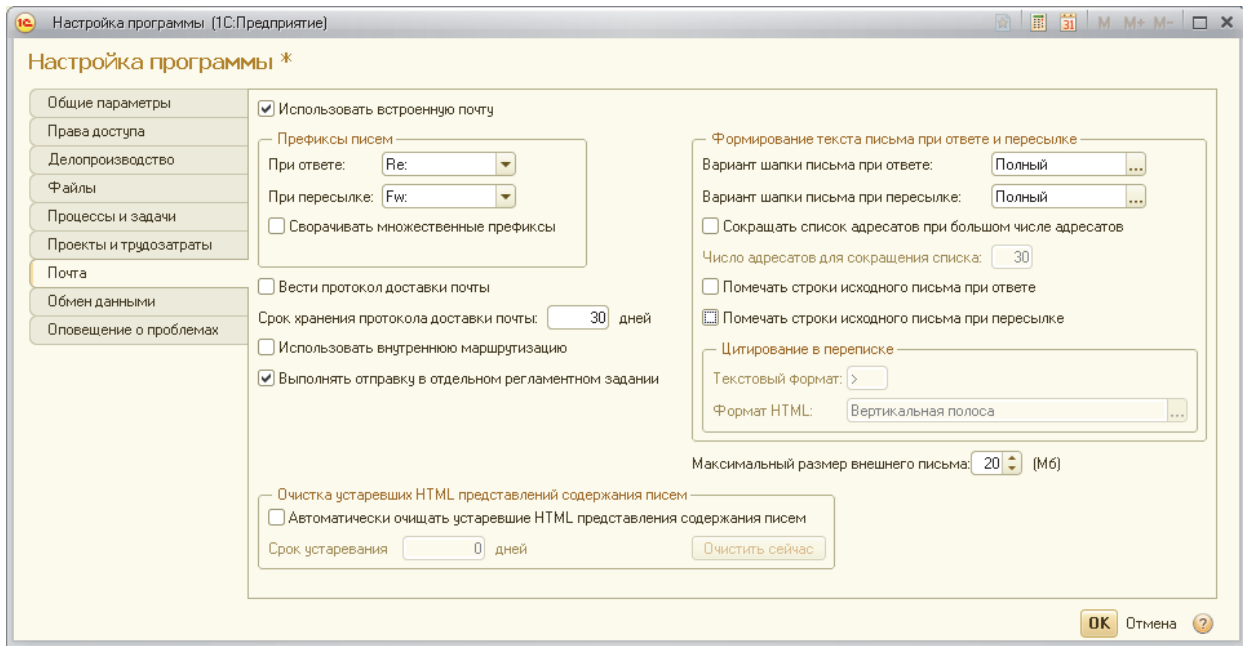 1С Настройка программы (1С:Предприятие) 31 M M+ M-
Настройка программы *
Общие параметры
Права доступа
Делопроизводство
Файлы
Процессы и задачи
Проекты и трудозатраты
Почта
Обмен данными
Оповещение о проблемах
Использовать встроенную почту
Префиксы писем
При ответе: Re:
При пересылке: Fw:
Сворачивать множественные префиксы
Вести протокол доставки почты
Срок хранения протокола доставки почты: 30 дней
Использовать внутреннюю маршрутизацию
Выполнять отправку в отдельном регламентном задании
Формирование текста письма при ответе и пересылке
Вариант шапки письма при ответе: Полный ...
Вариант шапки письма при пересылке: Полный ...
Сокращать список адресатов при большом числе адресатов
Число адресатов для сокращения списка: 30
Помечать строки исходного письма при ответе
Помечать строки исходного письма при пересылке
Цитирование в переписке
Текстовый формат: >
Формат HTML: Вертикальная полоса ...
Максимальный размер внешнего письма: 20 (Мб)
Очистка устаревших HTML представлений содержания писем
Автоматически очищать устаревшие HTML представления содержания писем
Срок устаревания 0 дней Очистить сейчас
OK Отмена ?